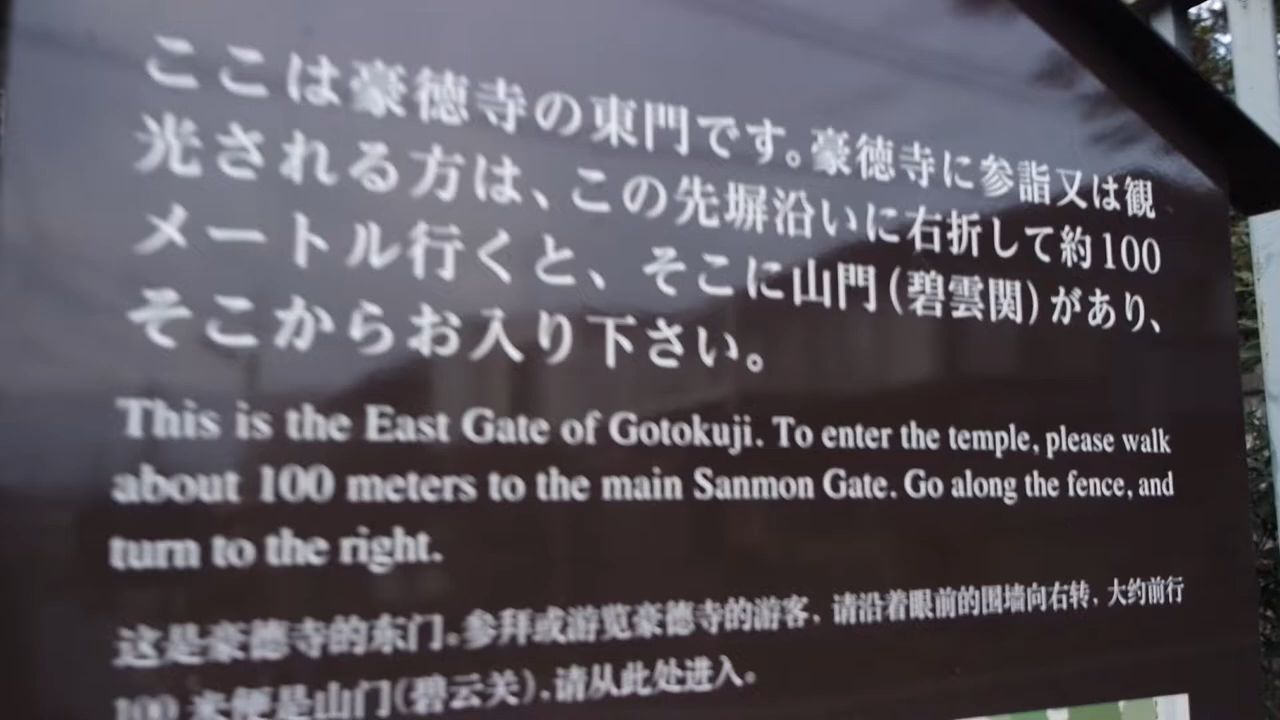 ここは豪徳寺の東門です。豪徳寺に参詣又は観
光される方は、この先塀沿いに右折して約100
メートル行くと、そこに山門(碧雲関)があり、
そこからお入り下さい。
This is the East Gate of Gotokuji. To enter the temple, please walk
about 100 meters to the main Sanmon Gate. Go along the fence, and
turn to the right.
这是豪德寺的东门。参拜或游览豪德寺的游客，请沿着眼前的围墙向右转，大约前行
100 米便是山门(碧云关)，请从此处进入。